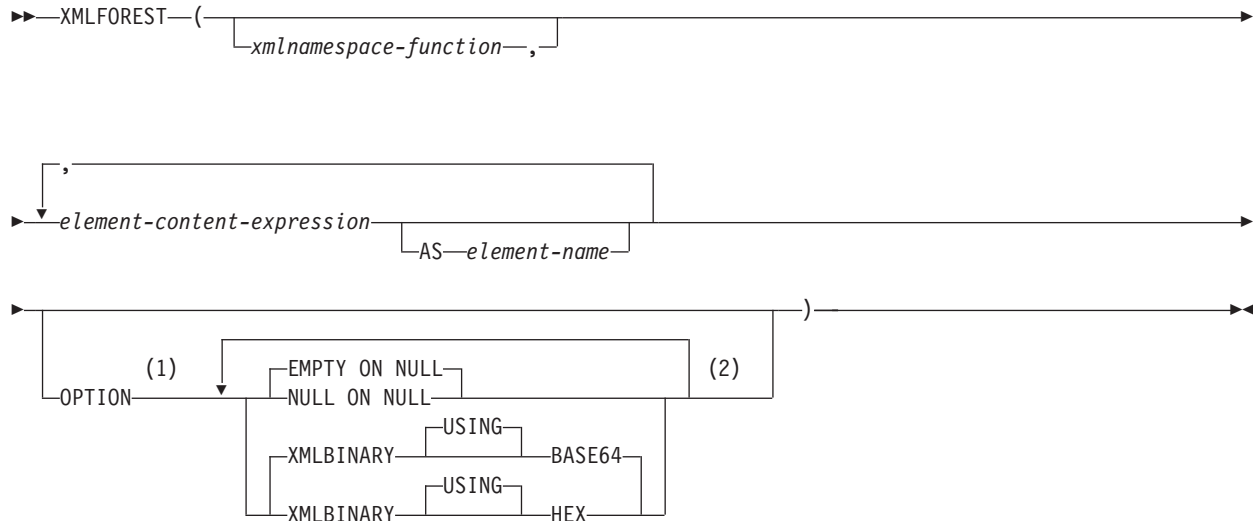 XMLFOREST (
xmlnamespace-function ,
,
element-content-expression
AS element-name
)
(1) (2)
OPTION EMPTY ON NULL
NULL ON NULL
USING
XMLBINARY BASE64
USING
XMLBINARY HEX